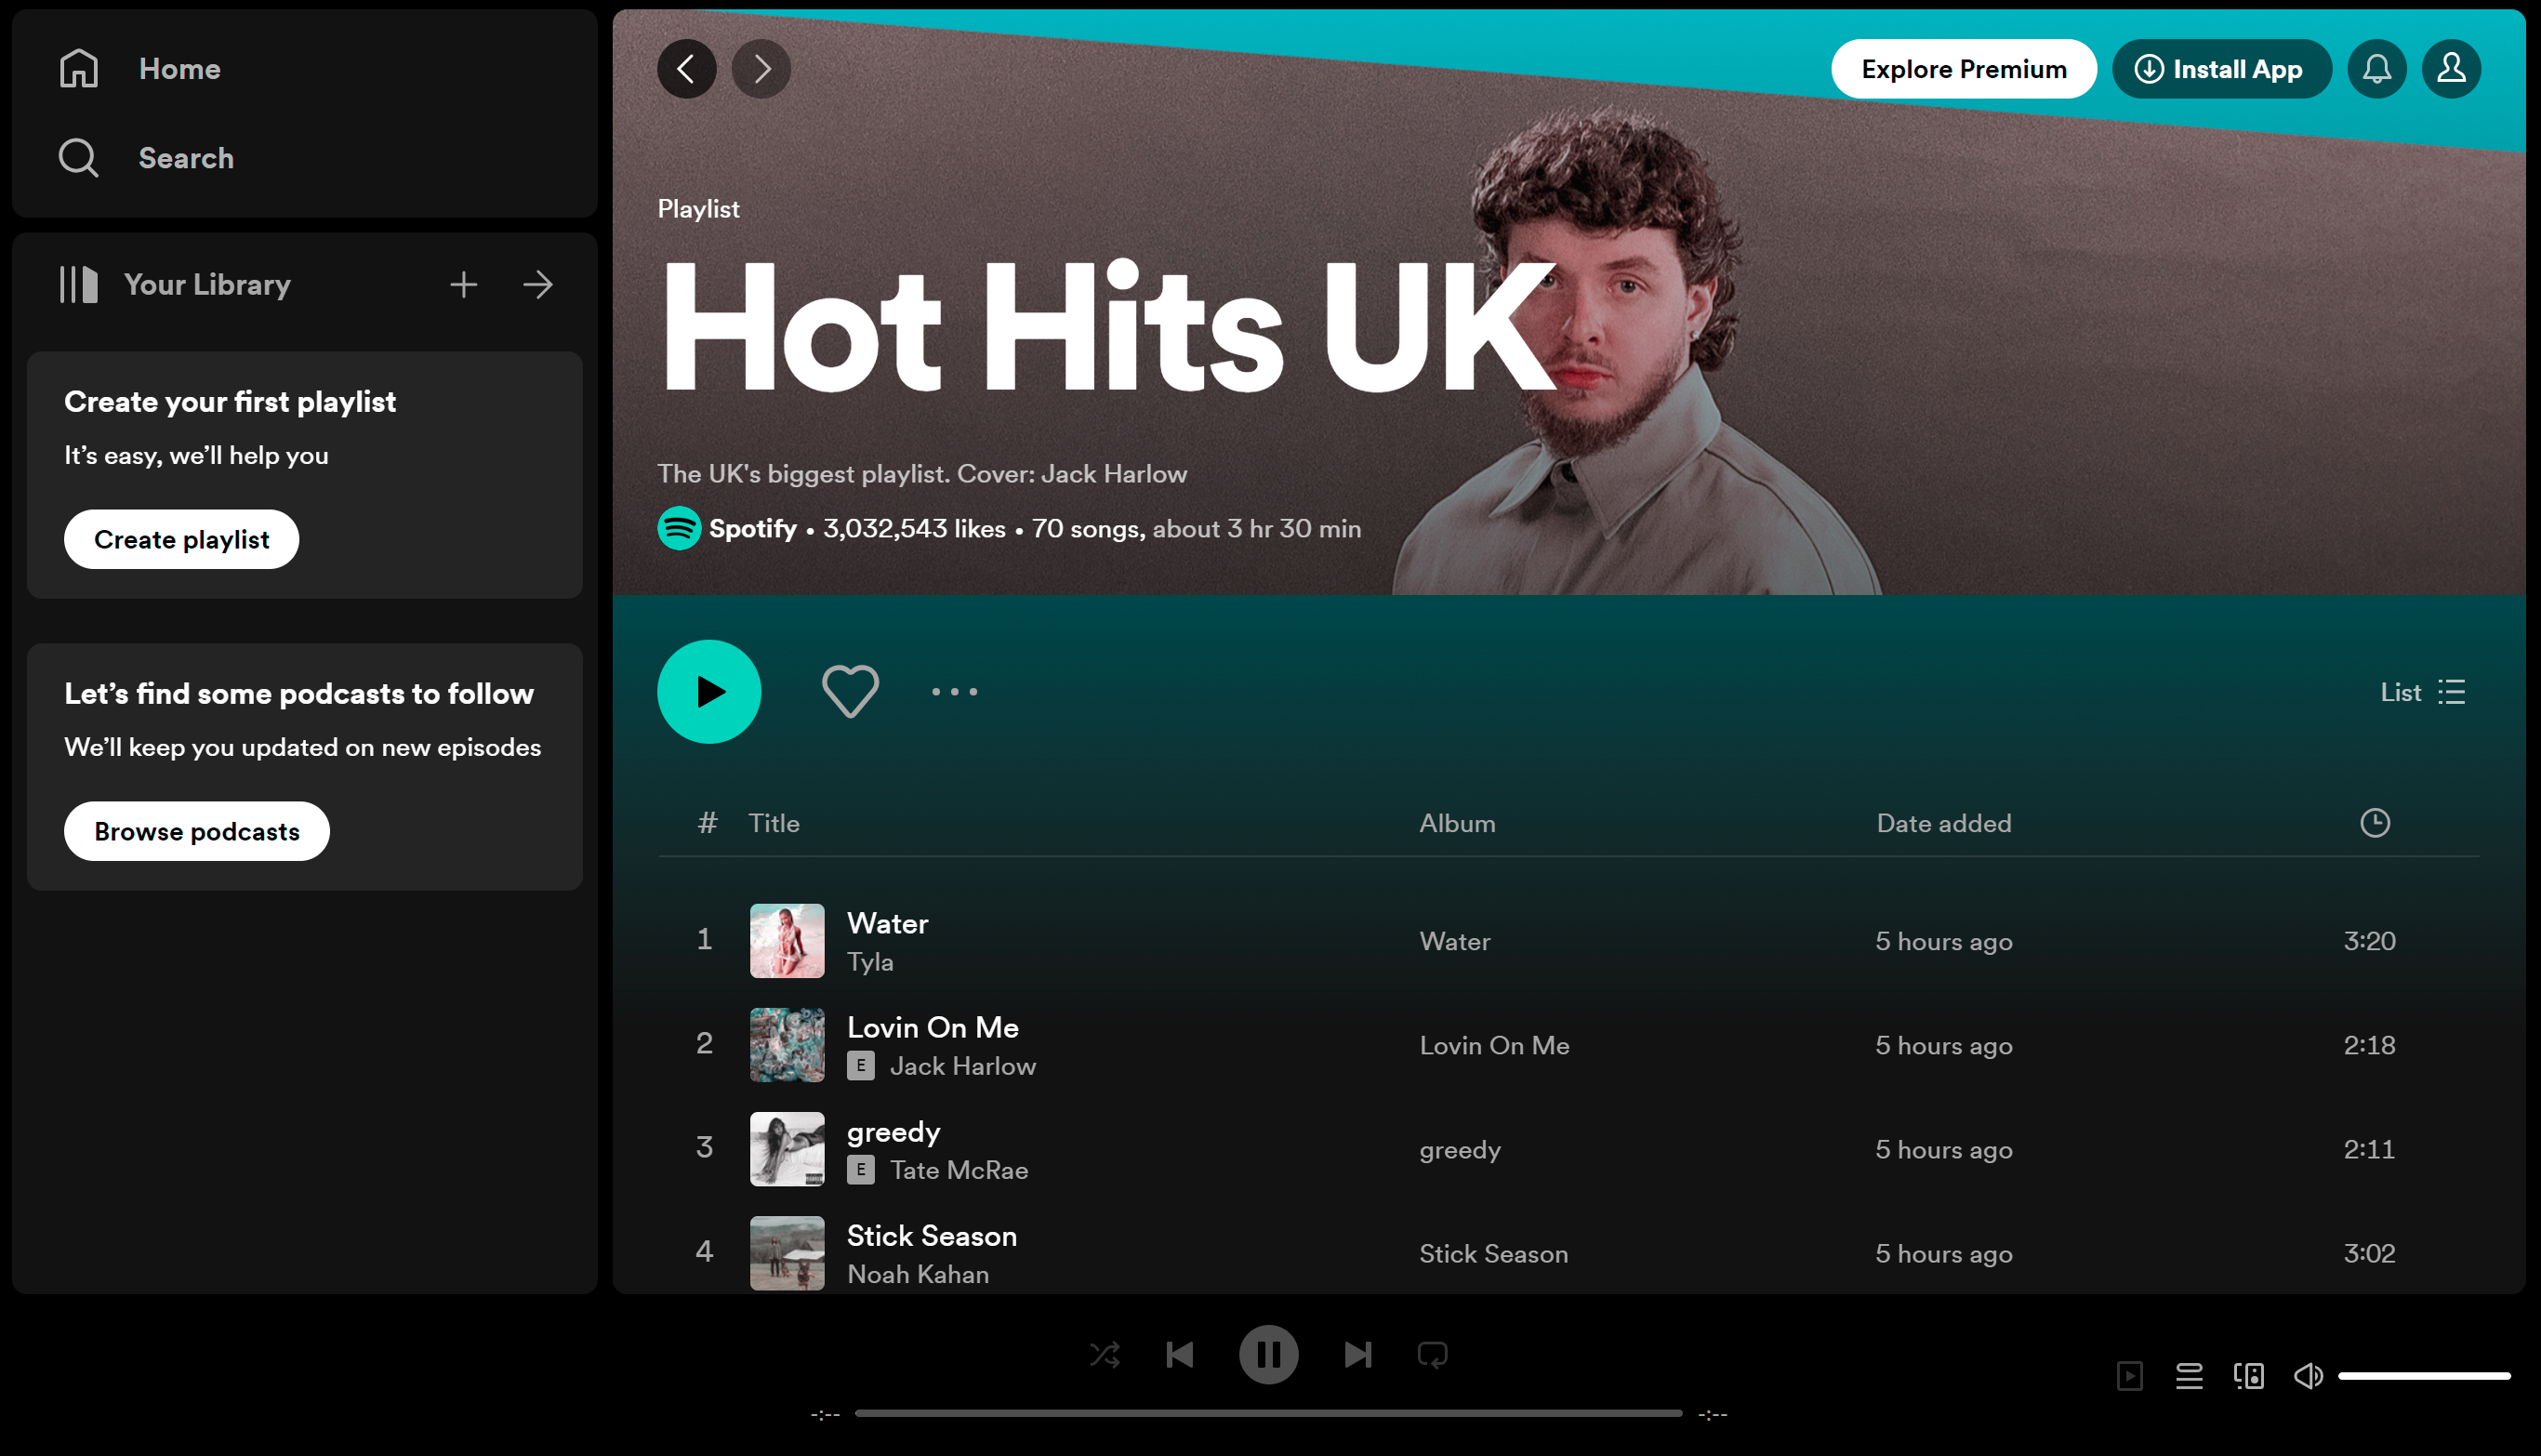 Home
Search
Your Library
Create your first playlist
It’s easy, we’ll help you
Create playlist
Let’s find some podcasts to follow
We’ll keep you updated on new episodes
Browse podcasts
Explore Premium
Install App
Playlist
Hot Hits UK
The UK's biggest playlist. Cover: Jack Harlow
Spotify • 3,032,543 likes • 70 songs, about 3 hr 30 min
List
# Title Album Date added
1 Water Water 5 hours ago 3:20
Tyla
2 Lovin On Me Lovin On Me 5 hours ago 2:18
E Jack Harlow
3 greedy greedy 5 hours ago 2:11
E Tate McRae
4 Stick Season Stick Season 5 hours ago 3:02
Noah Kahan
-:-- -:--